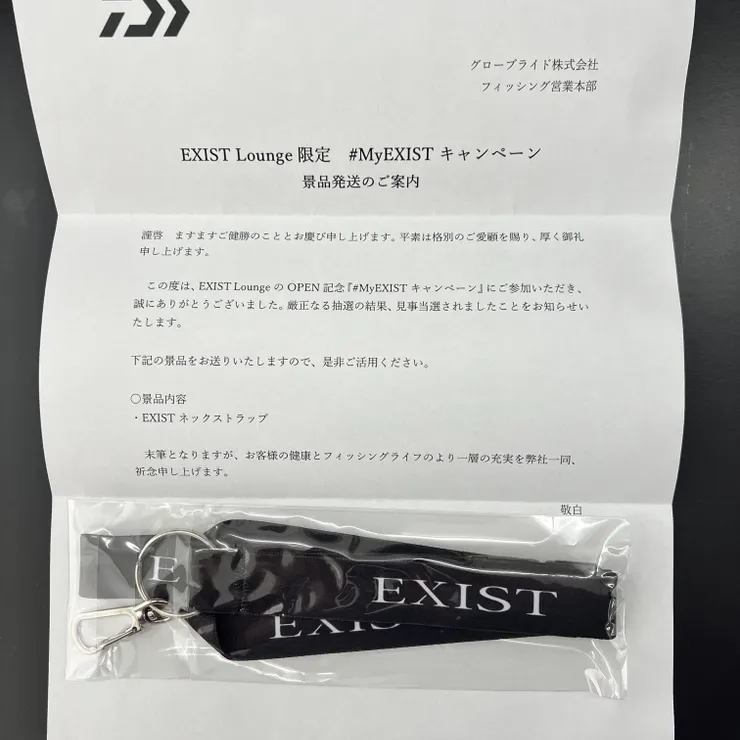 グローブライド株式会社
フィッシング営業本部
EXIST Lounge 限定 #MyEXIST キャンペーン
景品発送のご案内
謹啓 ますますご健勝のこととお慶び申し上げます。平素は格別のご愛顧を賜り、厚く御礼
申し上げます。
この度は、EXIST Lounge の OPEN 記念『#MyEXIST キャンペーン』にご参加いただき、
誠にありがとうございました。厳正なる抽選の結果、見事当選されましたことをお知らせい
たします。
下記の景品をお送りいたしますので、是非ご活用ください。
〇景品内容
・EXIST ネックストラップ
末筆となりますが、お客様の健康とフィッシングライフのより一層の充実を弊社一同、
祈念申し上げます。
敬白
E
EXIST
EXIS